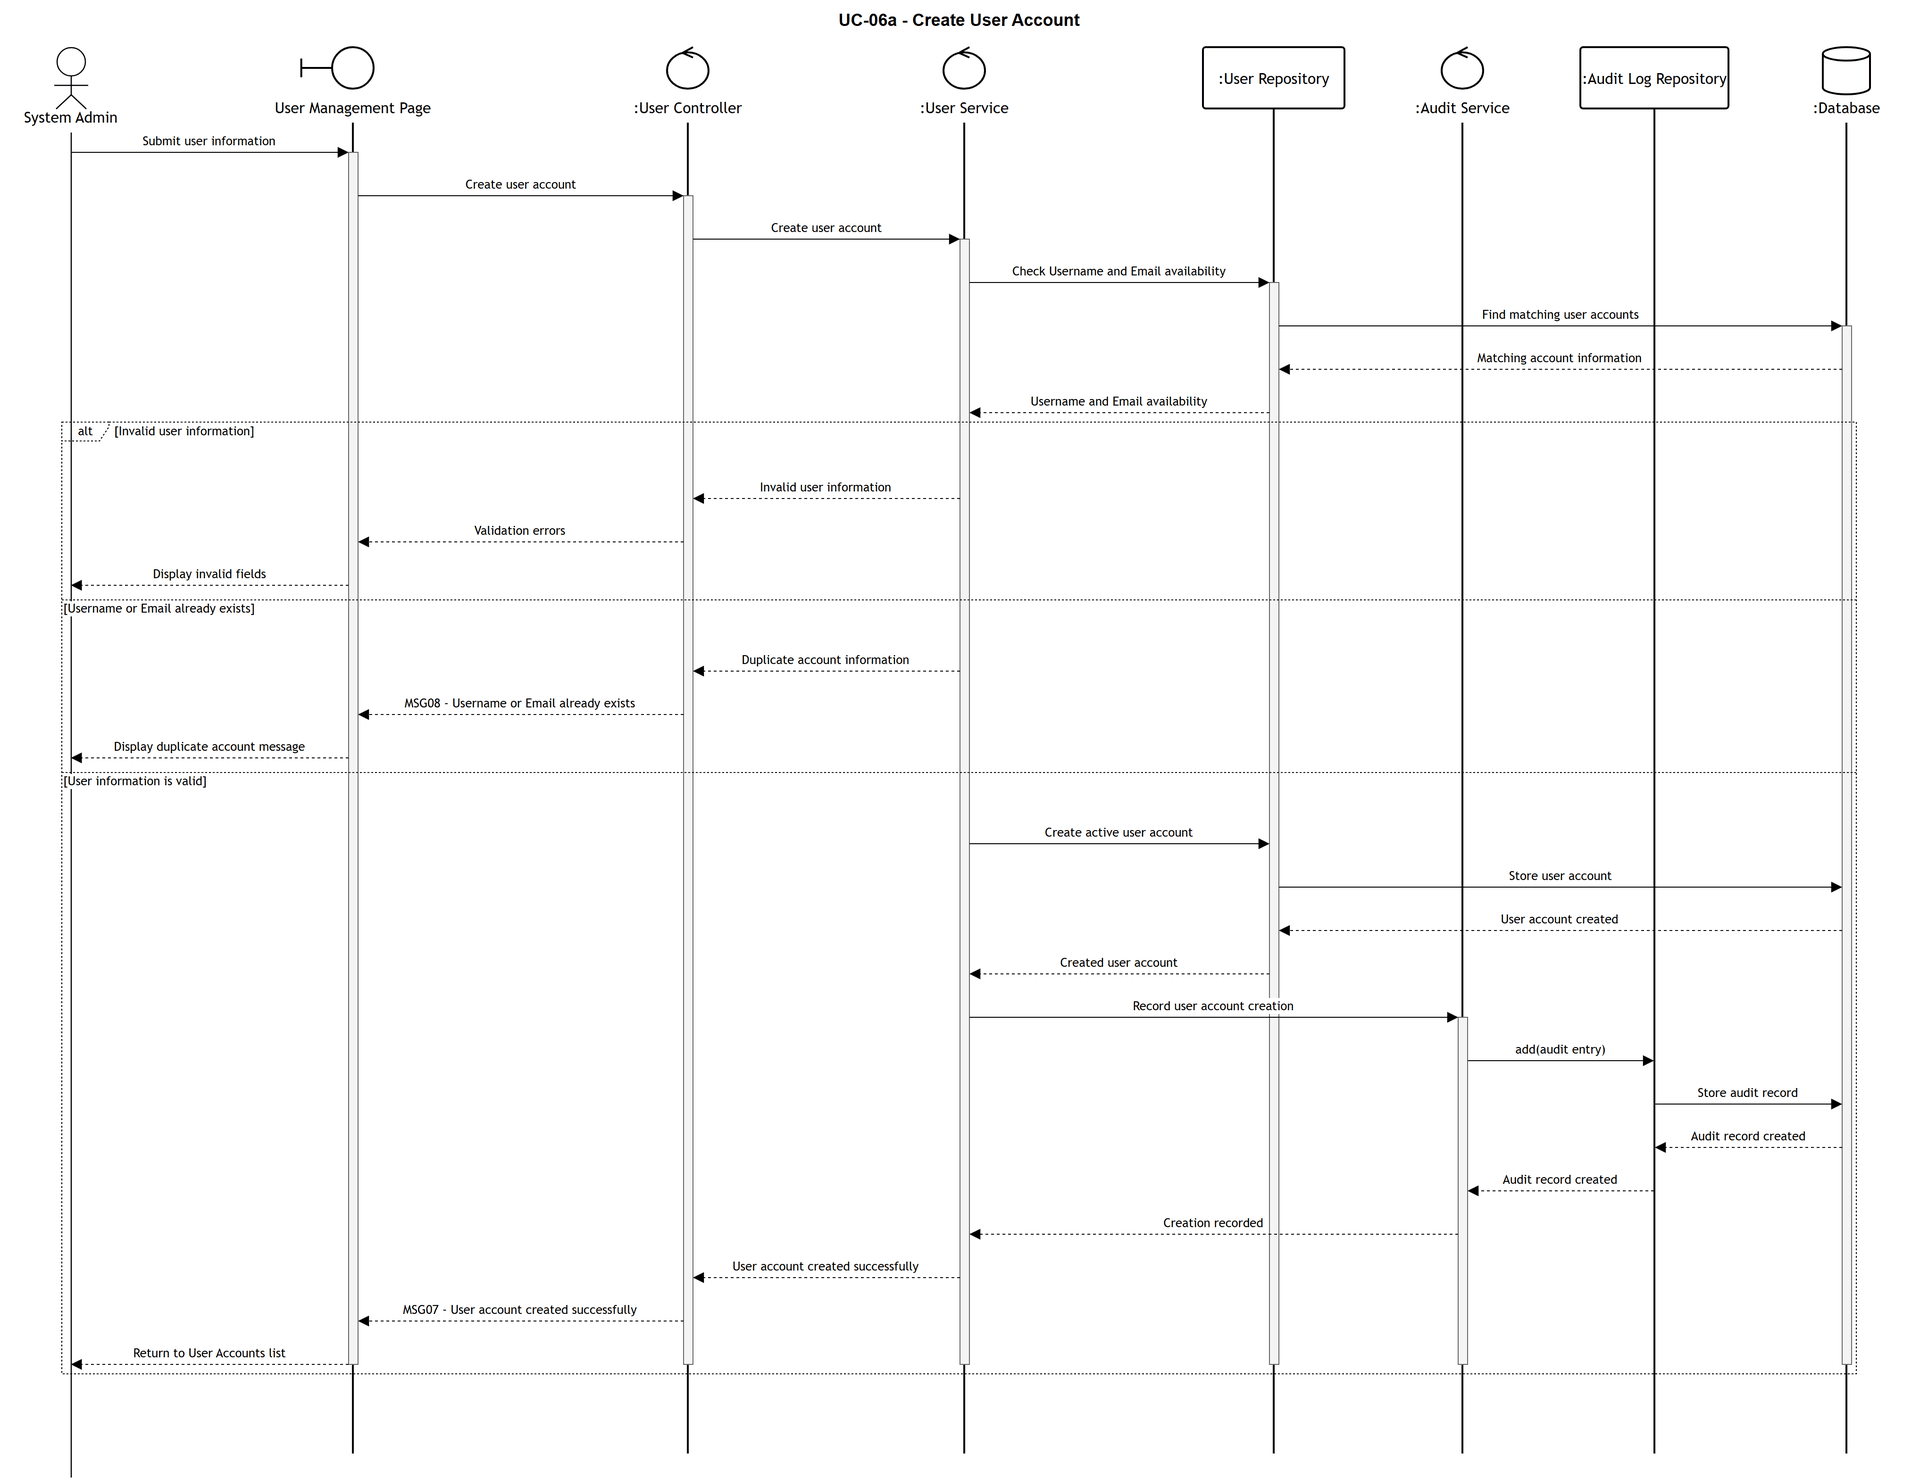 UC-06a - Create User Account
System Admin
User Management Page
:User Controller
:User Service
:User Repository
:Audit Service
:Audit Log Repository
:Database
Submit user information
Create user account
Create user account
Check Username and Email availability
Find matching user accounts
Matching account information
Username and Email availability
alt
[Invalid user information]
Invalid user information
Validation errors
Display invalid fields
[Username or Email already exists]
Duplicate account information
MSG08 - Username or Email already exists
Display duplicate account message
[User information is valid]
Create active user account
Store user account
User account created
Created user account
Record user account creation
add(audit entry)
Store audit record
Audit record created
Audit record created
Creation recorded
User account created successfully
MSG07 - User account created successfully
Return to User Accounts list